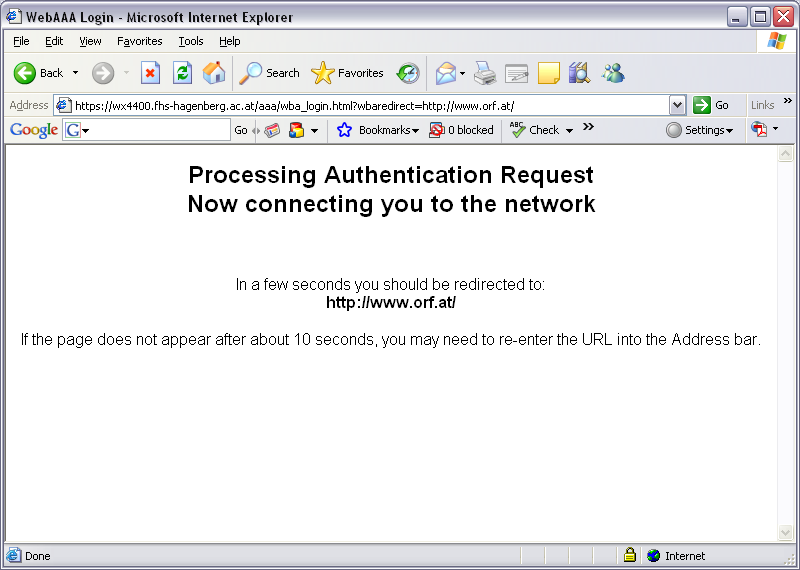 WebAAA Login - Microsoft Internet Explorer
File Edit View Favorites Tools Help
Back Search Favorites
Address https://wx4400.fhs-hagenberg.ac.at/aaa/wba_login.html?wbaredirect=http://www.orf.at/ Go Links »
Google G Go Bookmarks 0 blocked ABC Check » Settings
Processing Authentication Request
Now connecting you to the network
In a few seconds you should be redirected to:
http://www.orf.at/
If the page does not appear after about 10 seconds, you may need to re-enter the URL into the Address bar.
Done Internet